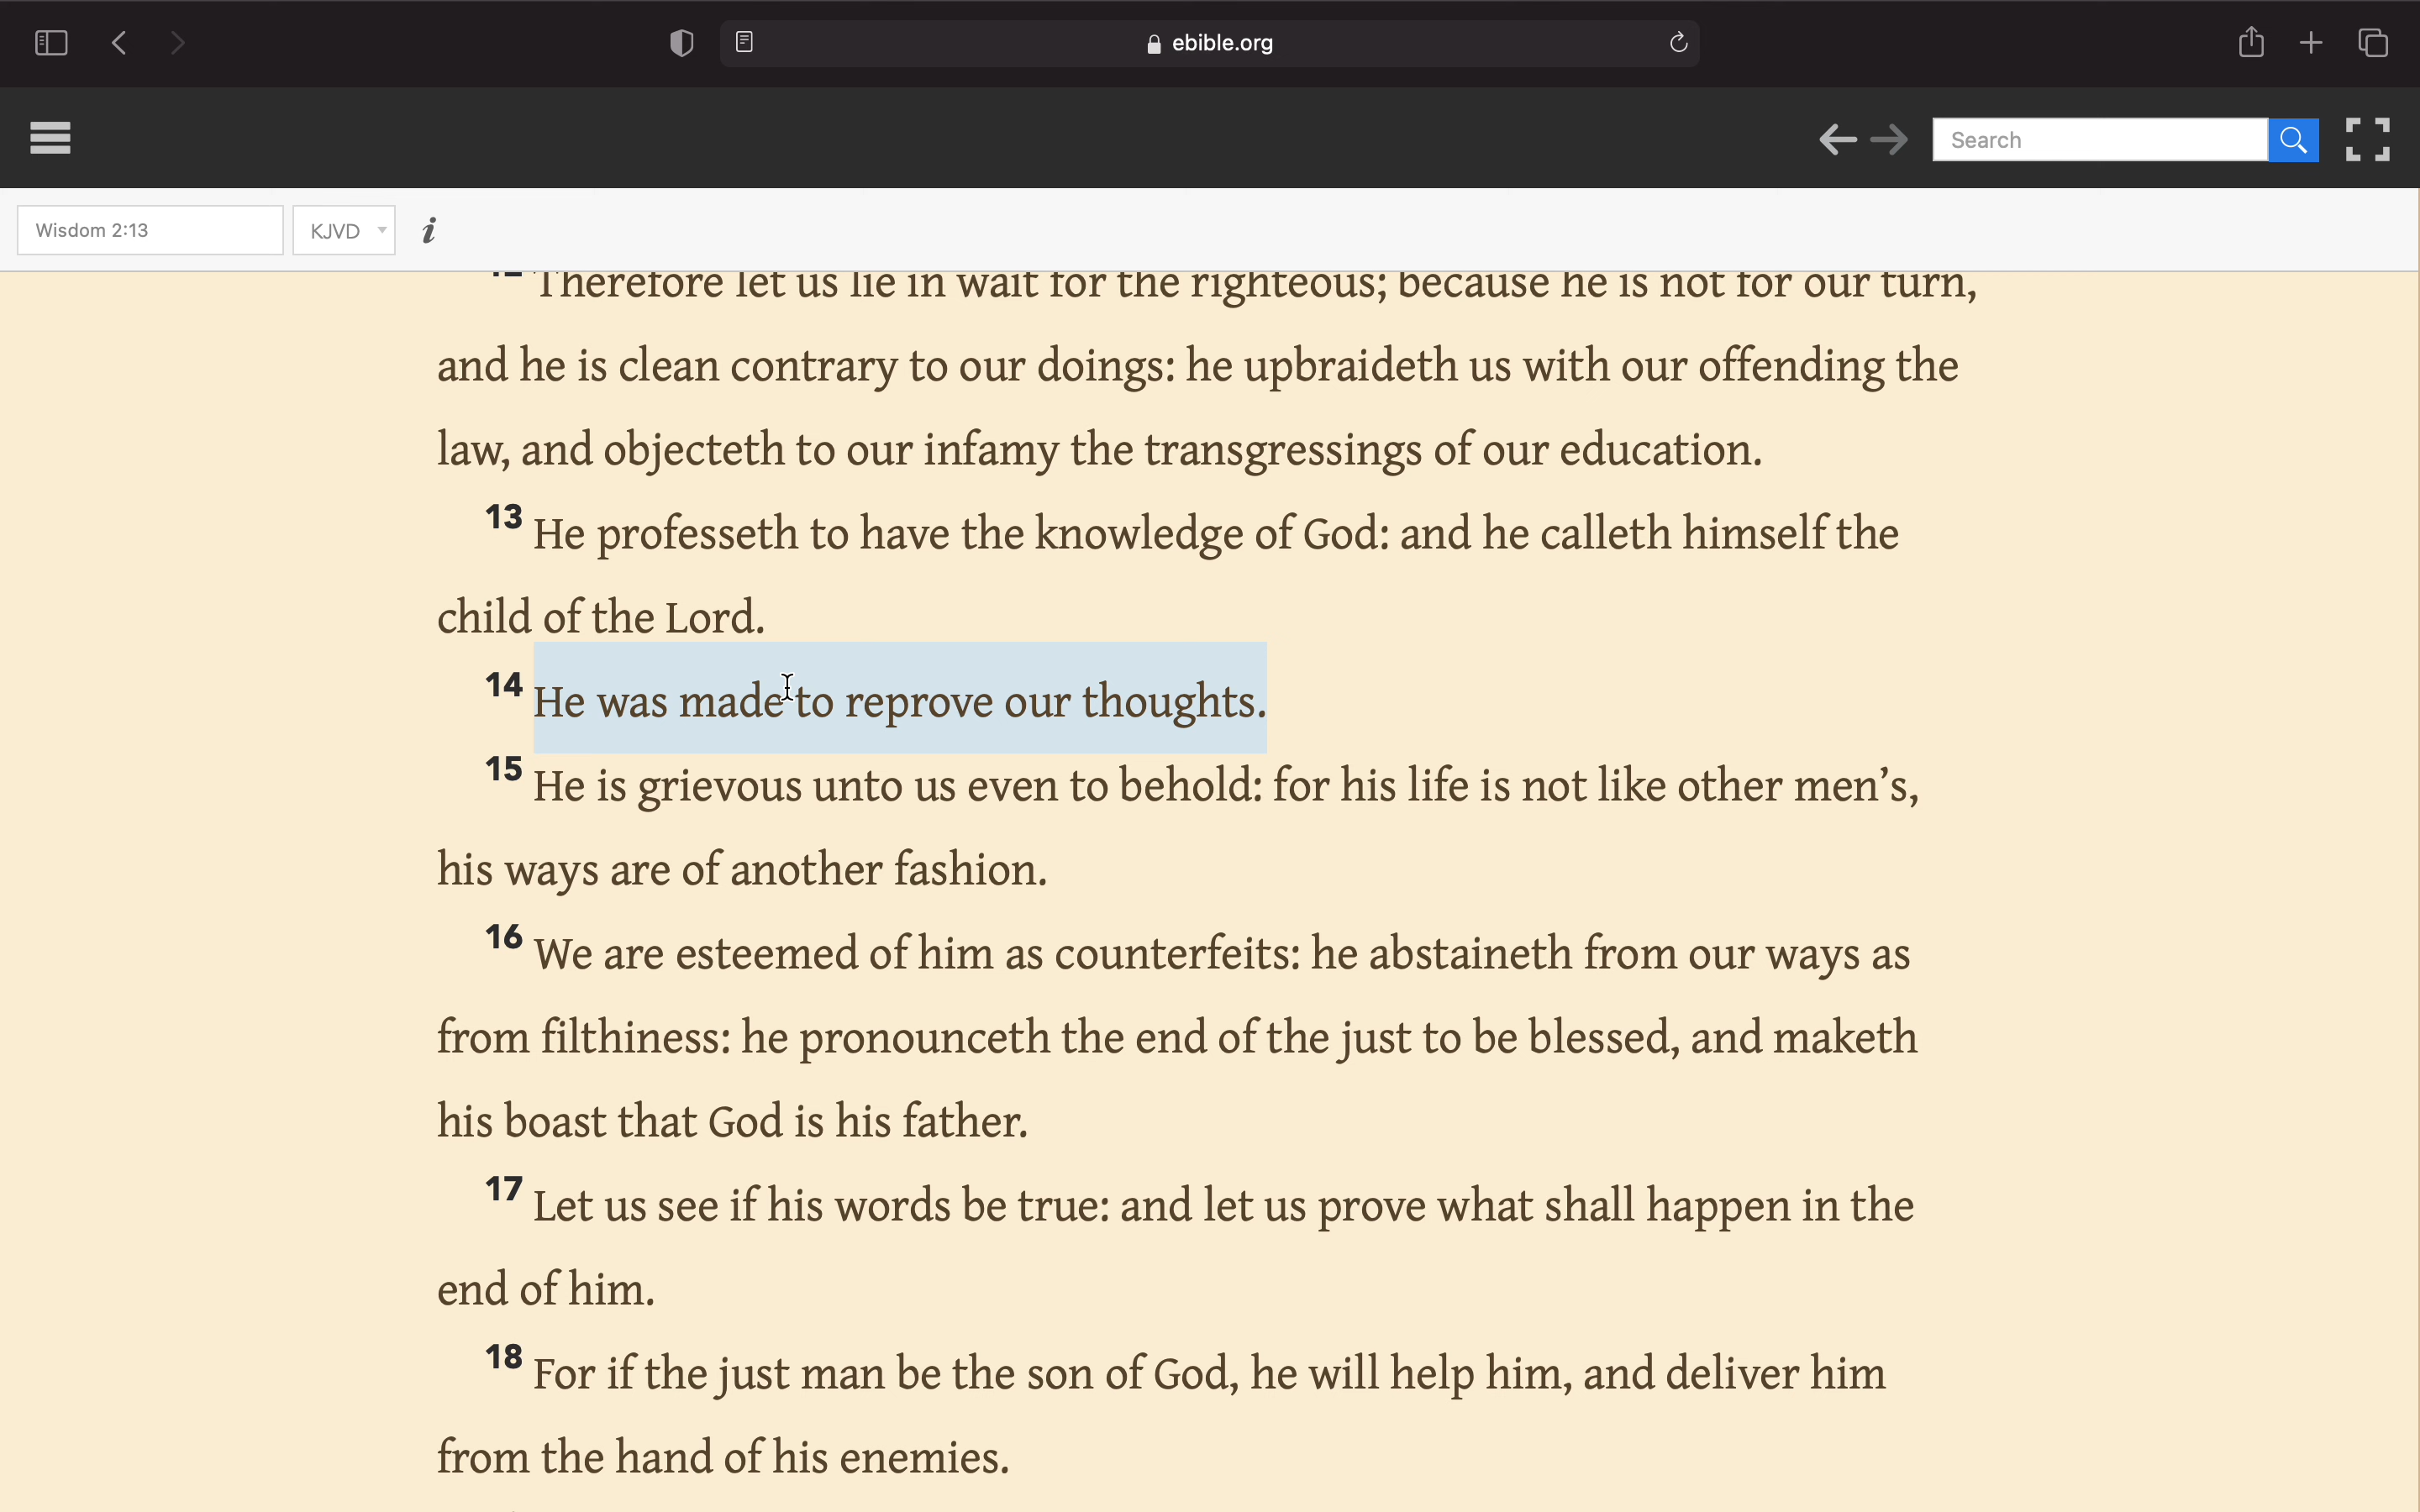 ebible.org
Search
Wisdom 2:13
KJVD
i
12 Therefore let us lie in wait for the righteous; because he is not for our turn,
and he is clean contrary to our doings: he upbraideth us with our offending the
law, and objecteth to our infamy the transgressings of our education.
13 He professeth to have the knowledge of God: and he calleth himself the
child of the Lord.
14 He was made to reprove our thoughts.
15 He is grievous unto us even to behold: for his life is not like other men’s,
his ways are of another fashion.
16 We are esteemed of him as counterfeits: he abstaineth from our ways as
from filthiness: he pronounceth the end of the just to be blessed, and maketh
his boast that God is his father.
17 Let us see if his words be true: and let us prove what shall happen in the
end of him.
18 For if the just man be the son of God, he will help him, and deliver him
from the hand of his enemies.